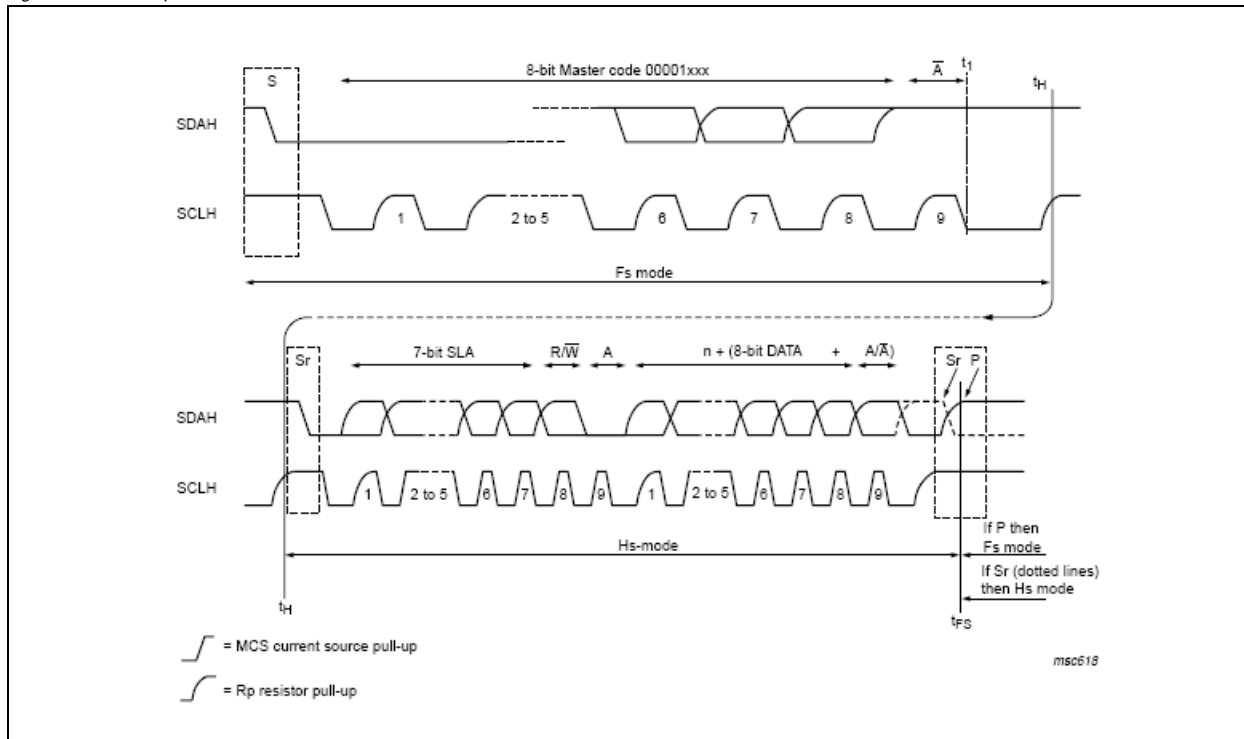 S
8-bit Master code 00001xxx
A
t1
tH
SDAH
SCLH
1
2 to 5
6
7
8
9
Fs mode
Sr
7-bit SLA
R/W
A
n + (8-bit DATA + A/A)
Sr P
SDAH
SCLH
1
2 to 5
6
7
8
9
1
2 to 5
6
7
8
9
If P then
Fs mode
Hs-mode
If Sr (dotted lines)
then Hs mode
tH
tFS
= MCS current source pull-up
msc618
= Rp resistor pull-up